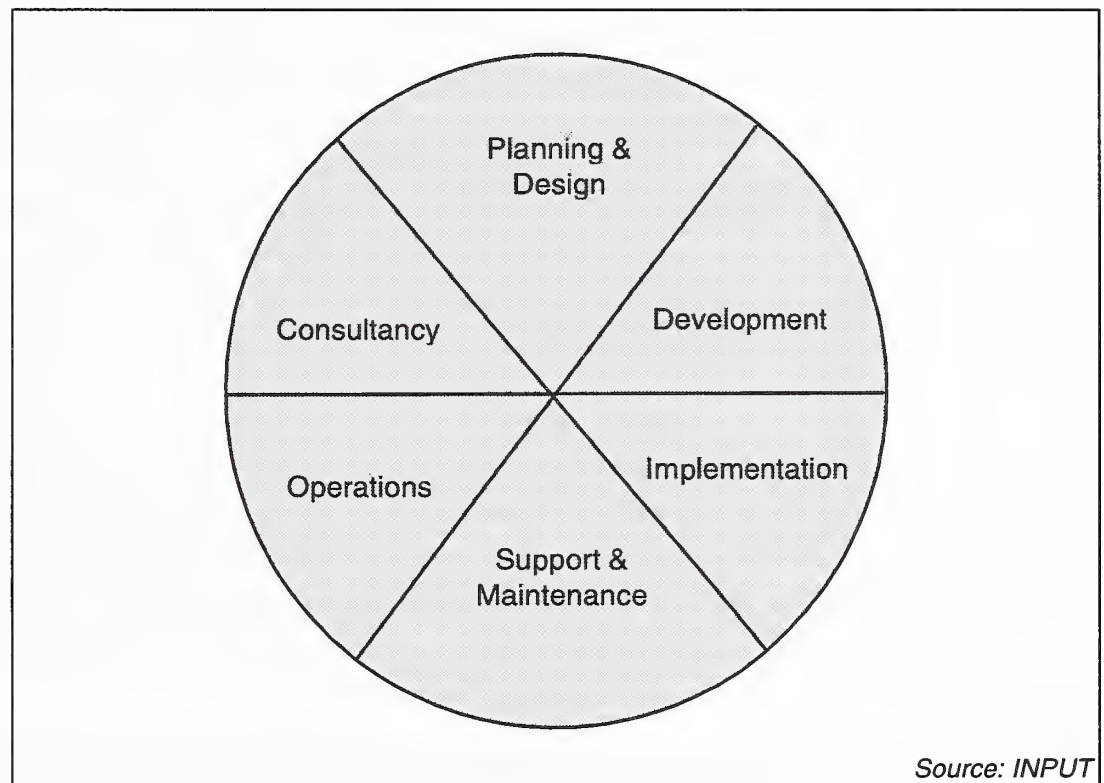 Planning &
Design
Development
Consultancy
Implementation
Operations
Support &
Maintenance
Source: INPUT